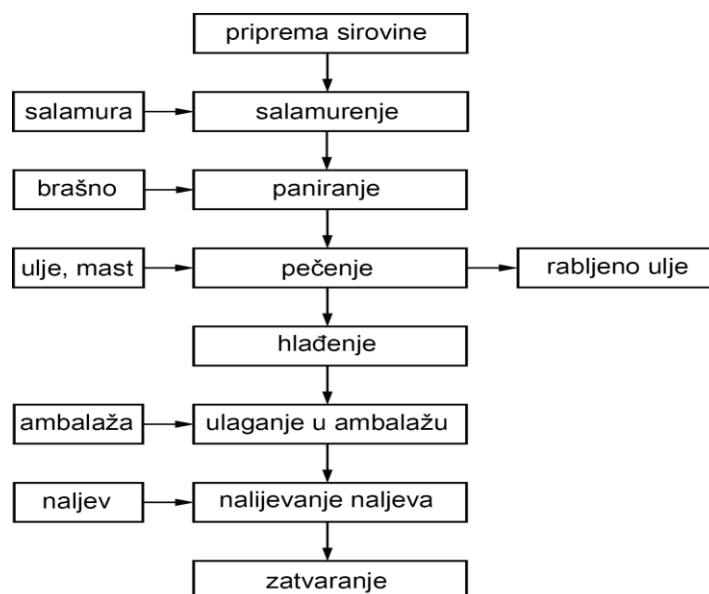 priprema sirovine
salamura
salamurenje
brašno
paniranje
ulje, mast
pečenje
rabljeno ulje
hlađenje
ambalaža
ulaganje u ambalažu
naljev
nalijevanje naljeva
zatvaranje